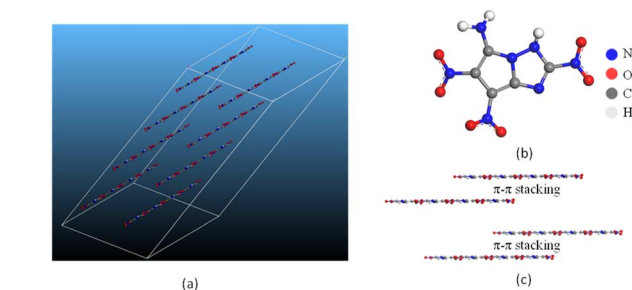 N
O
C
H
(b)
π-π stacking
π-π stacking
(a)
(c)